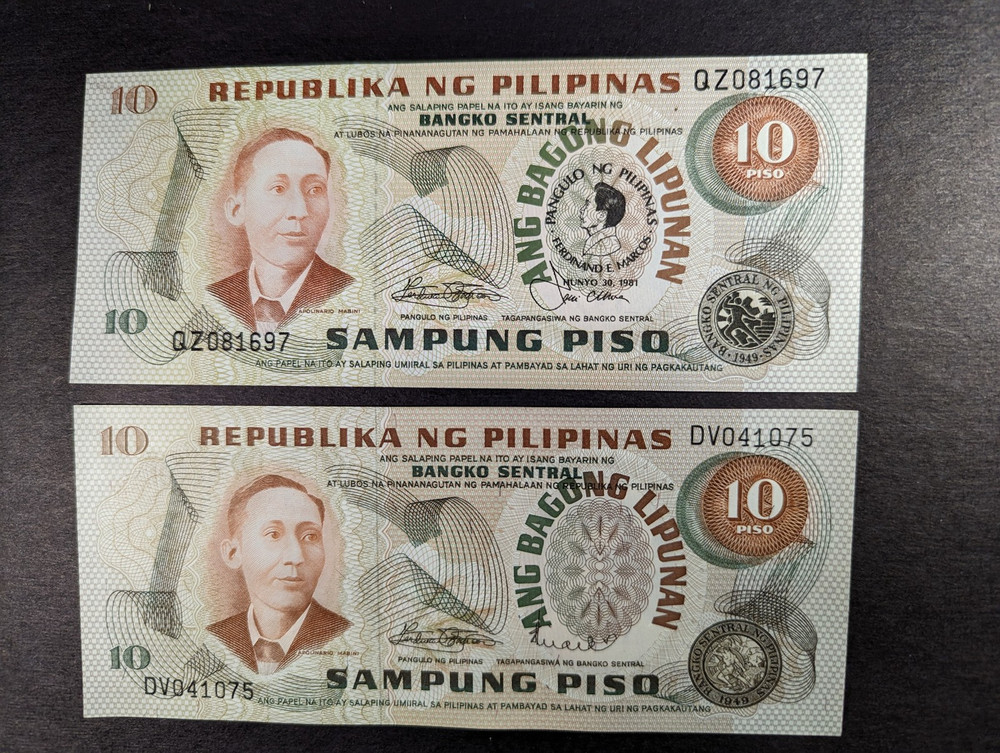 10 REPUBLIKA NG PILIPINAS QZ081697
ANG SALAPING PAPEL NA ITO AY ISANG BAYARIN NG
BANGKO SENTRAL
AT LUBOS NA PINANANAGUTAN NG PAMAHALAAN NG REPUBLIKA NG PILIPINAS
10
PISO
ANG BAGONG LIPUNAN
PANGULO NG PILIPINAS
FERDINAND E. MARCOS
HUNYO 30, 1981
APOLINARIO MABINI
PANGULO NG PILIPINAS TAGAPANGASIWA NG BANGKO SENTRAL
BANGKO SENTRAL NG PILIPINAS
1949
10
QZ081697 SAMPUNG PISO
ANG PAPEL NA ITO AY SALAPING UMIIRAL SA PILIPINAS AT PAMBAYAD SA LAHAT NG URI NG PAGKAKAUTANG
10 REPUBLIKA NG PILIPINAS DV041075
ANG SALAPING PAPEL NA ITO AY ISANG BAYARIN NG
BANGKO SENTRAL
AT LUBOS NA PINANANAGUTAN NG PAMAHALAAN NG REPUBLIKA NG PILIPINAS
10
PISO
ANG BAGONG LIPUNAN
APOLINARIO MABINI
PANGULO NG PILIPINAS TAGAPANGASIWA NG BANGKO SENTRAL
BANGKO SENTRAL NG PILIPINAS
1949
10
DV041075 SAMPUNG PISO
ANG PAPEL NA ITO AY SALAPING UMIIRAL SA PILIPINAS AT PAMBAYAD SA LAHAT NG URI NG PAGKAKAUTANG